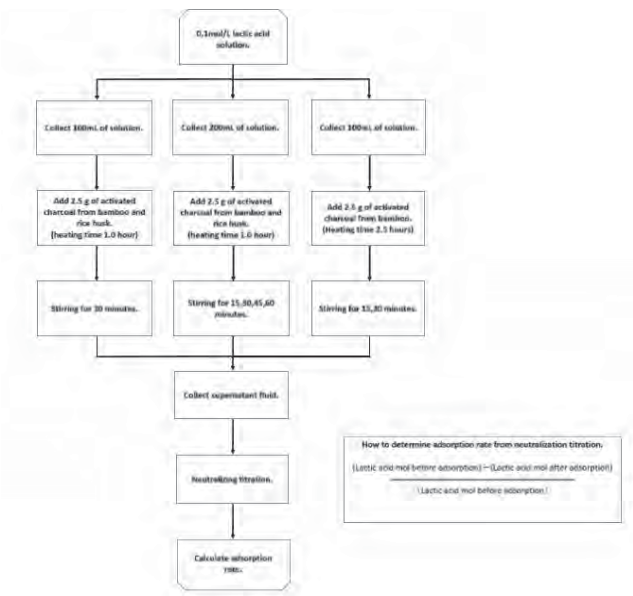 0.1mol/L lactic acid
solution.
Collect 100mL of solution.
Collect 200mL of solution.
Collect 100mL of solution.
Add 2.5 g of activated
charcoal from bamboo and
rice husk.
(heating time 1.0 hour)
Add 2.5 g of activated
charcoal from bamboo and
rice husk.
(heating time 1.0 hour)
Add 2.5 g of activated
charcoal from bamboo.
(Heating time 2.5 hours)
Stirring for 30 minutes.
Stirring for 15,30,45,60
minutes.
Stirring for 15,30 minutes.
Collect supernatant fluid.
Neutralizing titration.
Calculate adsorption
rate.
How to determine adsorption rate from neutralization titration.
(Lactic acid mol before adsorption)−(Lactic acid mol after adsorption)
(Lactic acid mol before adsorption)